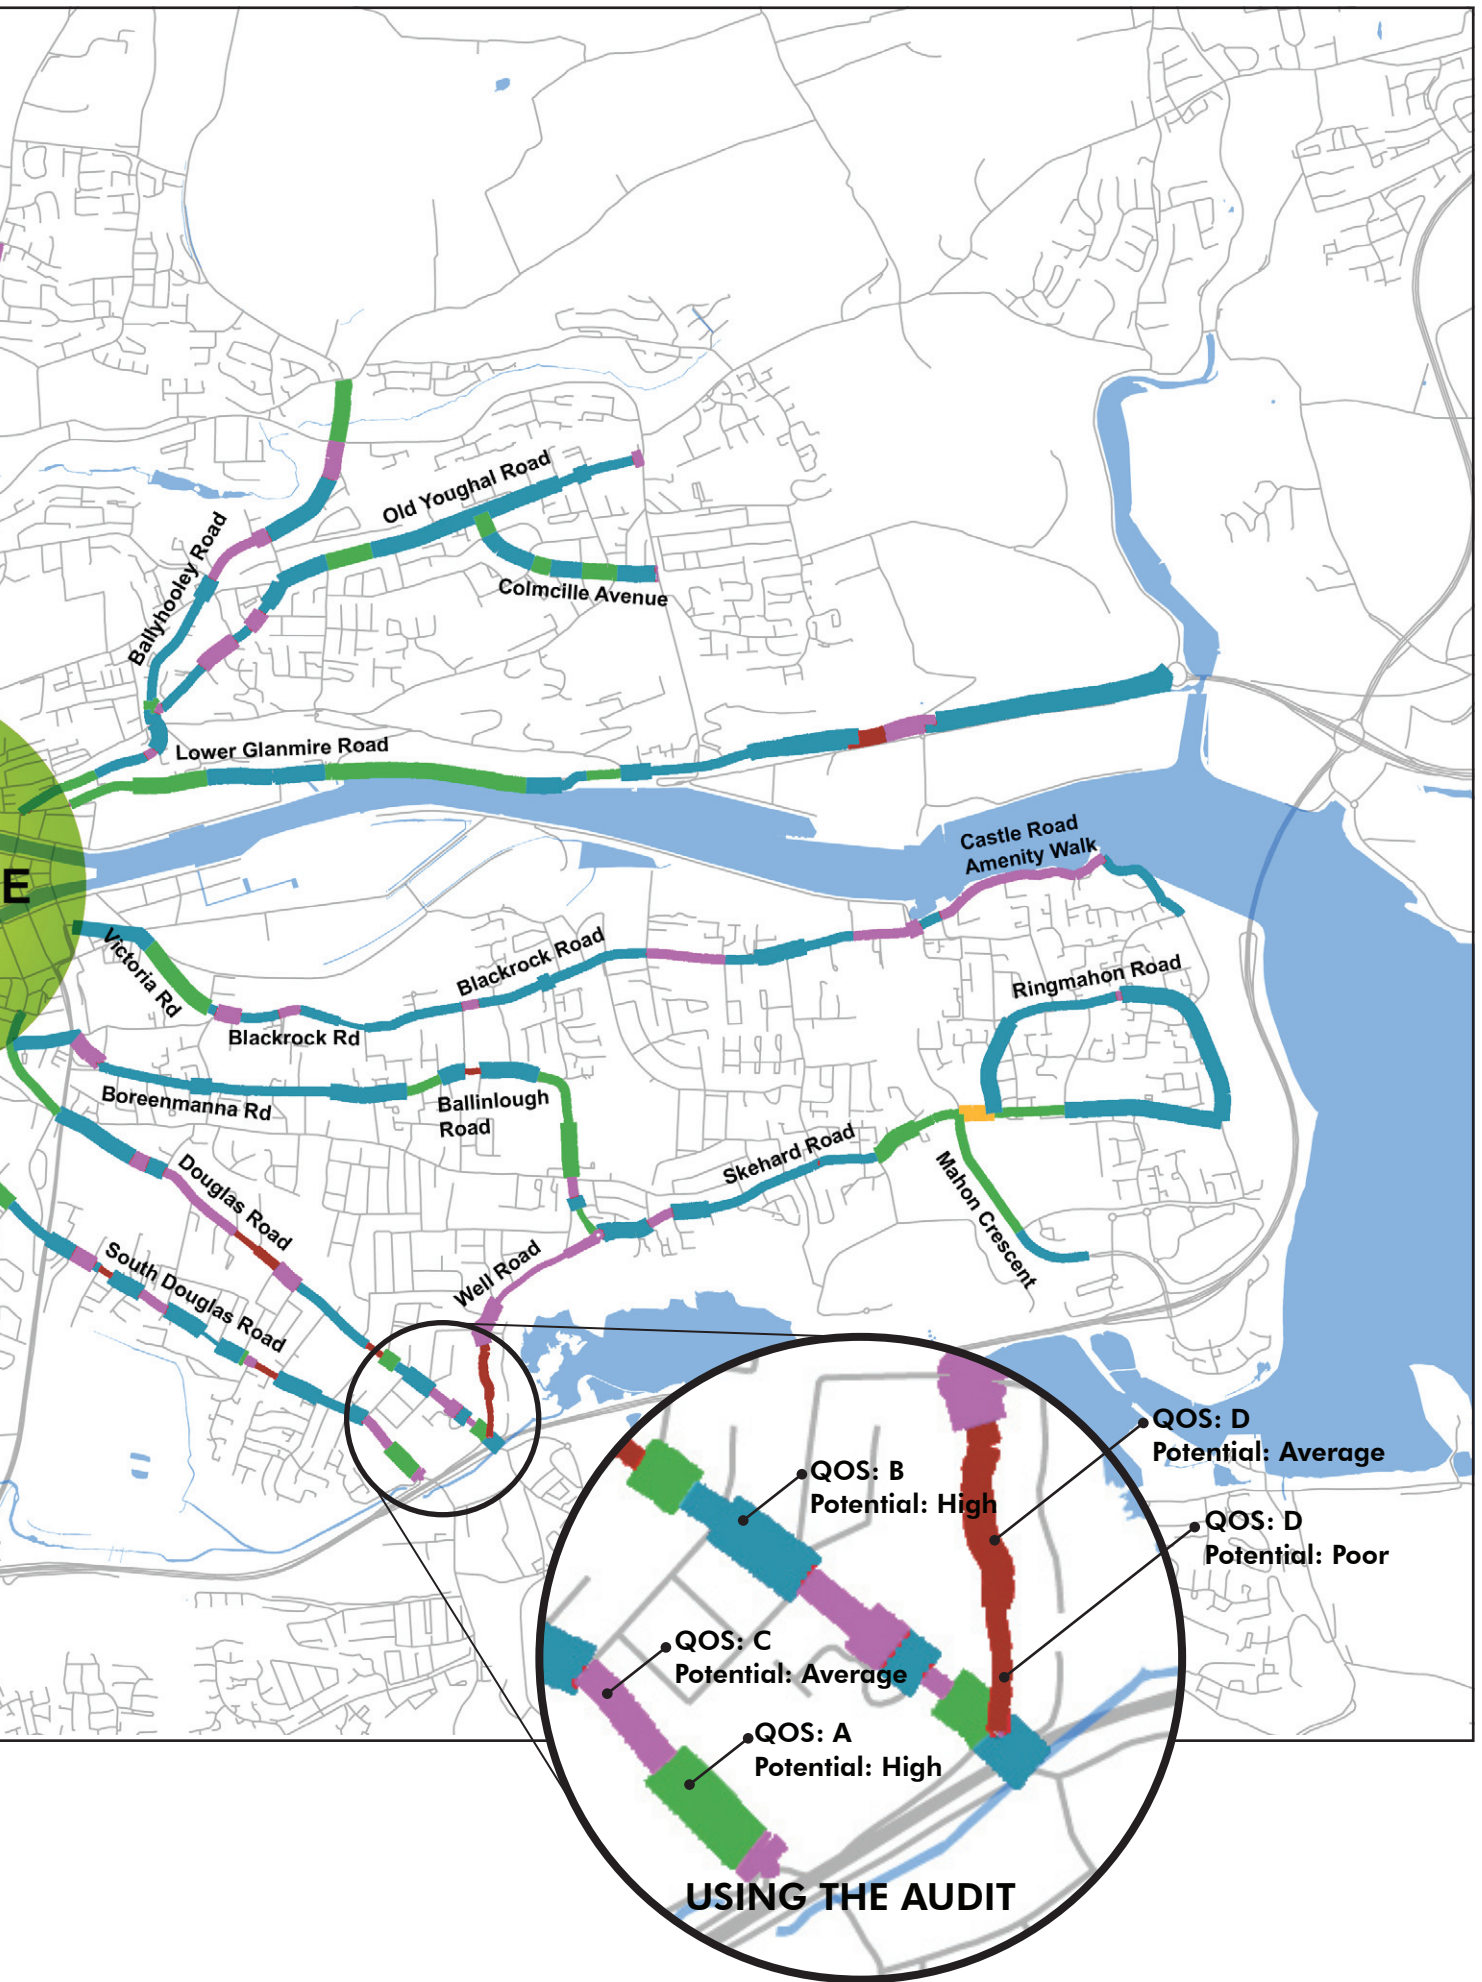 Old Youghal Road
Ballyhooley Road
Colmcille Avenue
Lower Glanmire Road
Castle Road
Amenity Walk
E
Victoria Rd
Blackrock Road
Ringmahon Road
Blackrock Rd
Boreenmanna Rd
Ballinlough
Road
Skehard Road
Douglas Road
Mahon Crescent
South Douglas Road
Well Road
QOS: D
Potential: Average
QOS: B
Potential: High
QOS: D
Potential: Poor
QOS: C
Potential: Average
QOS: A
Potential: High
USING THE AUDIT